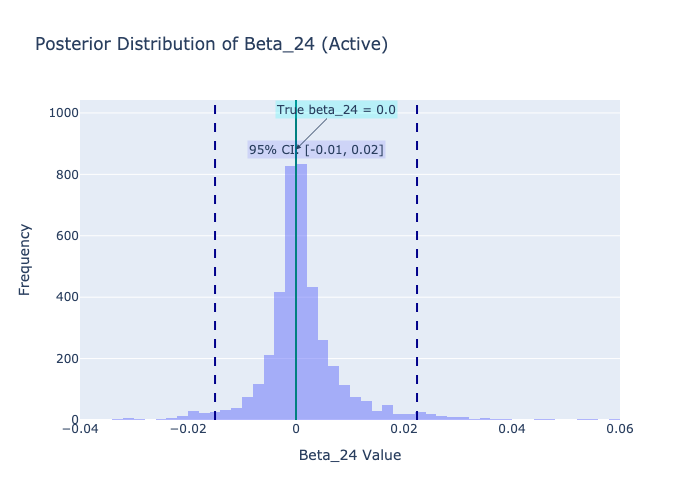 Posterior Distribution of Beta_24 (Active)
True beta_24 = 0.0
95% CI: [-0.01, 0.02]
1000
800
600
400
200
0
Frequency
−0.04
−0.02
0
0.02
0.04
0.06
Beta_24 Value